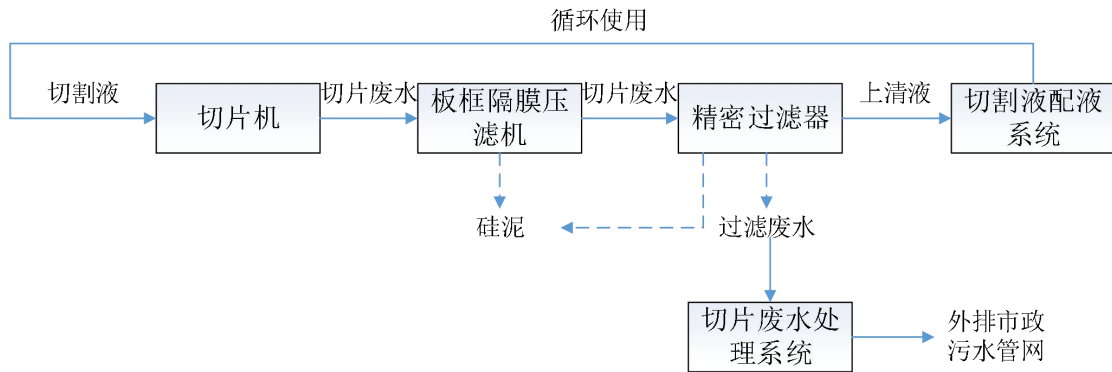 循环使用
切割液
切片机
切片废水
板框隔膜压
滤机
切片废水
精密过滤器
上清液
切割液配液
系统
硅泥
过滤废水
切片废水处
理系统
外排市政
污水管网